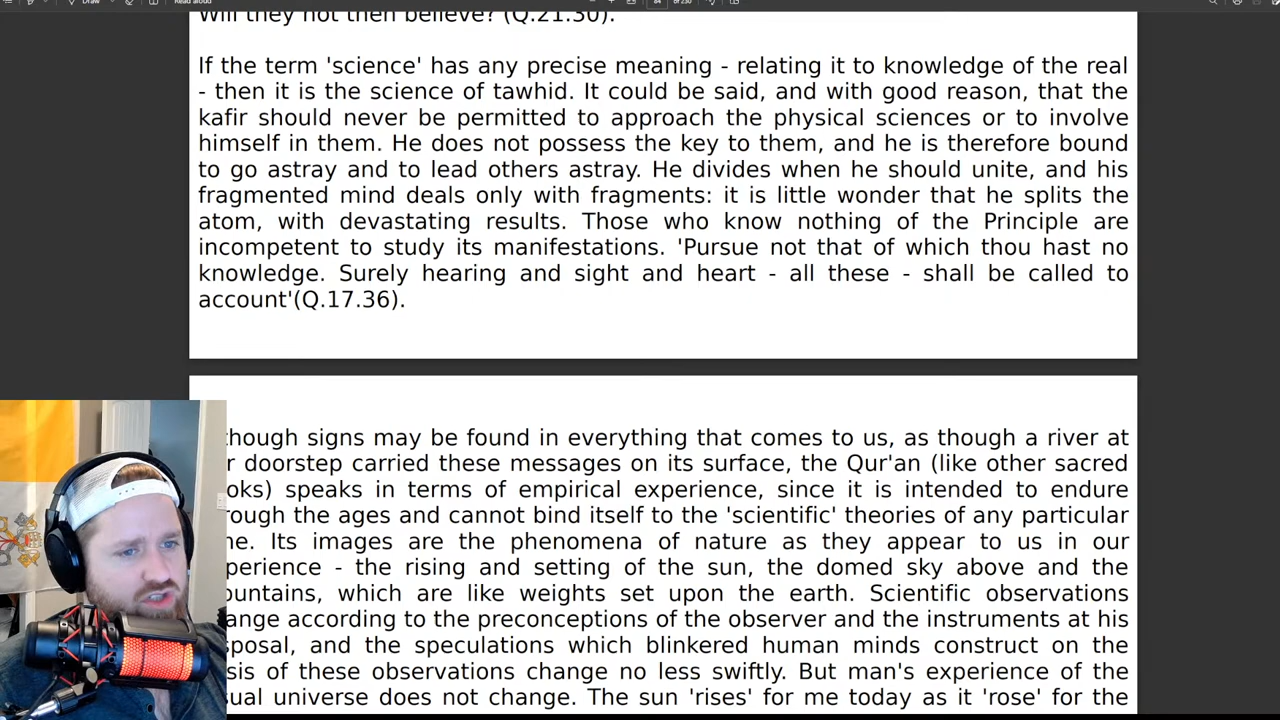 Draw
Read aloud
84
of 230
Will they not then believe? (Q.21.30).
If the term 'science' has any precise meaning - relating it to knowledge of the real
- then it is the science of tawhid. It could be said, and with good reason, that the
kafir should never be permitted to approach the physical sciences or to involve
himself in them. He does not possess the key to them, and he is therefore bound
to go astray and to lead others astray. He divides when he should unite, and his
fragmented mind deals only with fragments: it is little wonder that he splits the
atom, with devastating results. Those who know nothing of the Principle are
incompetent to study its manifestations. 'Pursue not that of which thou hast no
knowledge. Surely hearing and sight and heart - all these - shall be called to
account'(Q.17.36).
though signs may be found in everything that comes to us, as though a river at
r doorstep carried these messages on its surface, the Qur'an (like other sacred
oks) speaks in terms of empirical experience, since it is intended to endure
rough the ages and cannot bind itself to the 'scientific' theories of any particular
ne. Its images are the phenomena of nature as they appear to us in our
perience - the rising and setting of the sun, the domed sky above and the
ountains, which are like weights set upon the earth. Scientific observations
ange according to the preconceptions of the observer and the instruments at his
sposal, and the speculations which blinkered human minds construct on the
sis of these observations change no less swiftly. But man's experience of the
sual universe does not change. The sun 'rises' for me today as it 'rose' for the